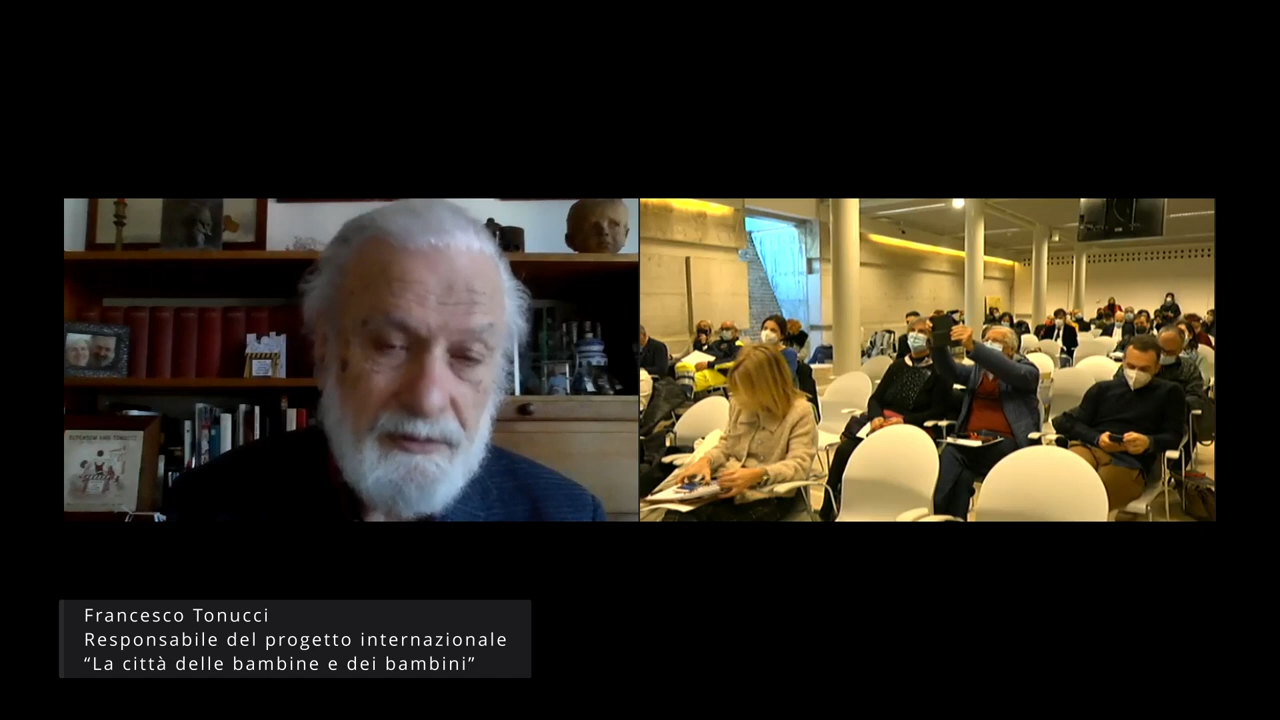 Francesco Tonucci
Responsabile del progetto internazionale
“La città delle bambine e dei bambini”